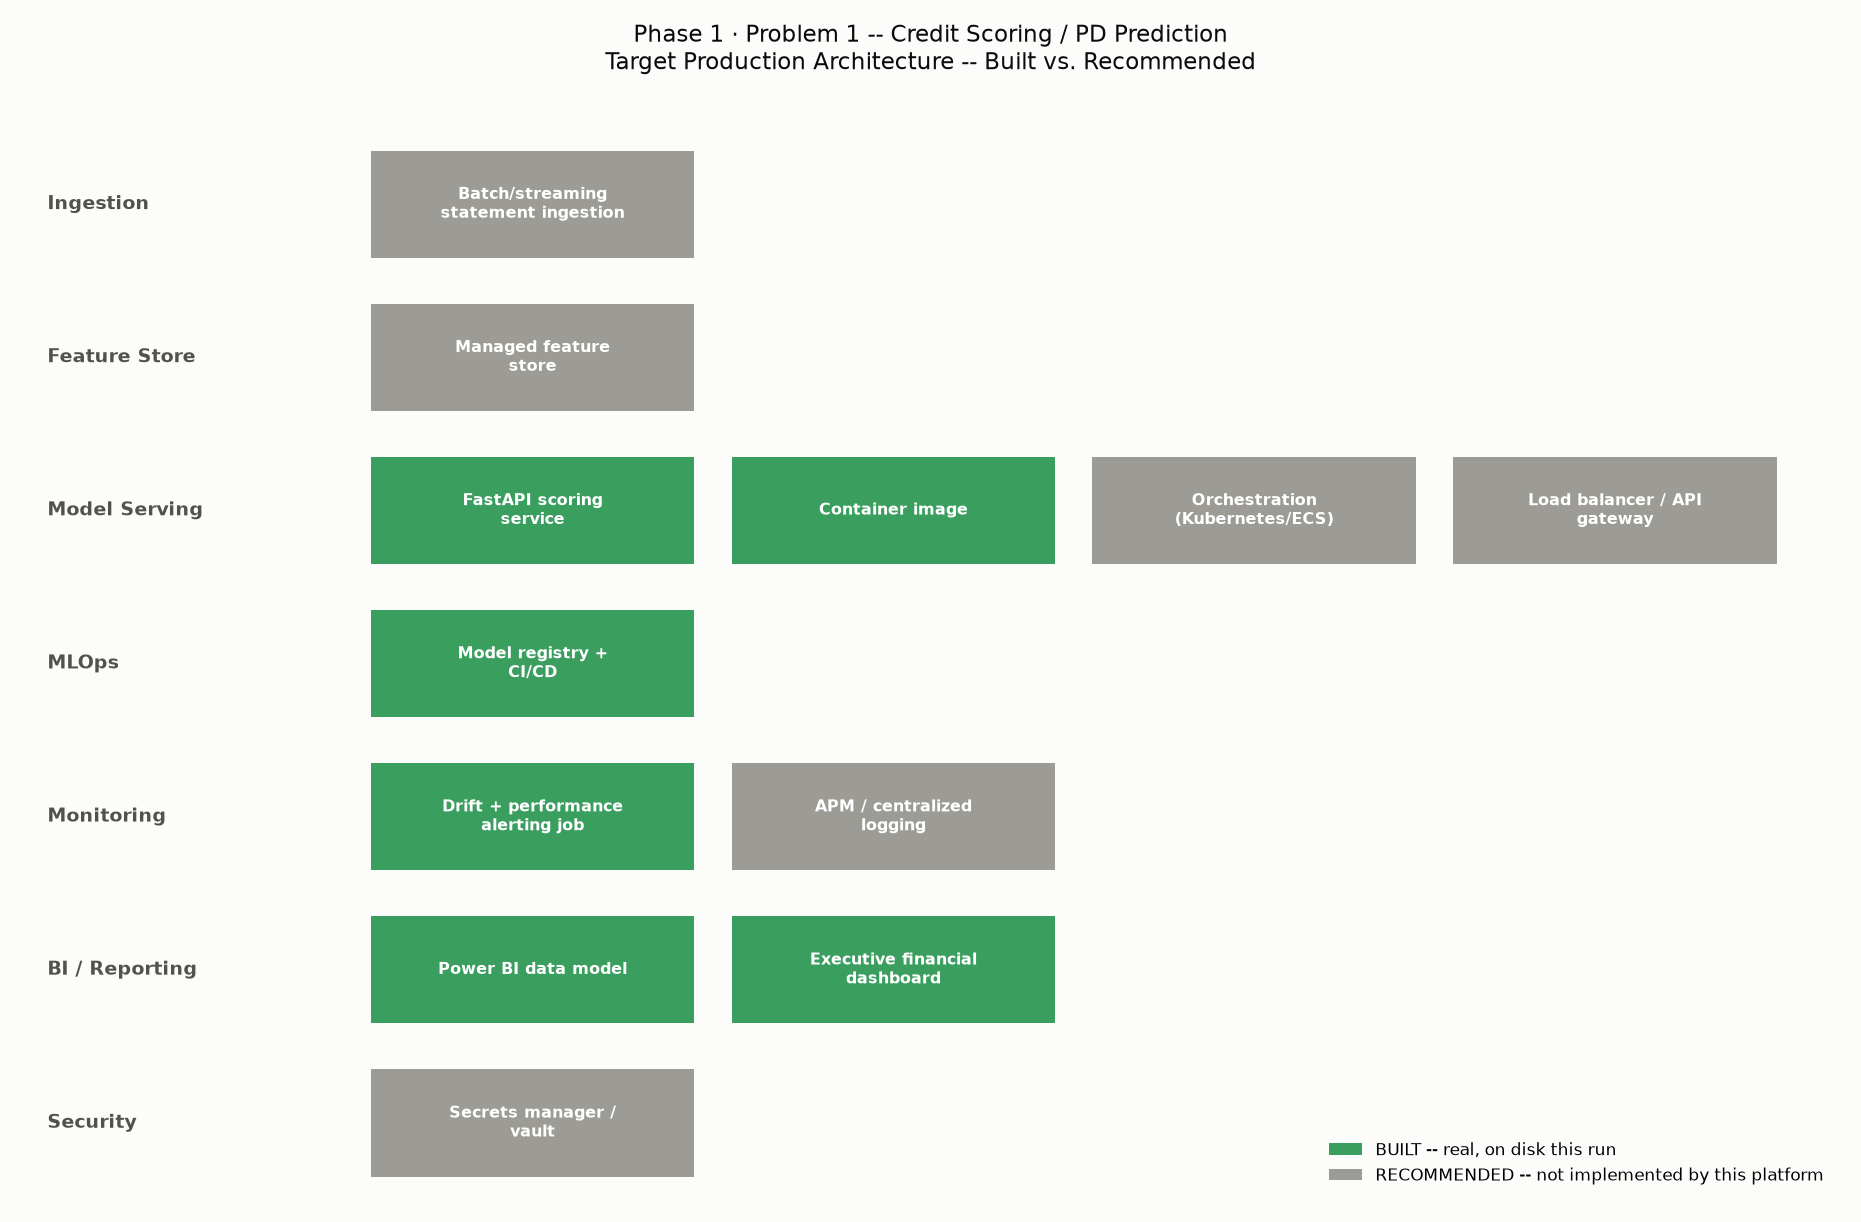 Phase 1 · Problem 1 -- Credit Scoring / PD Prediction
Target Production Architecture -- Built vs. Recommended
Ingestion
Batch/streaming
statement ingestion
Feature Store
Managed feature
store
Model Serving
FastAPI scoring
service
Container image
Orchestration
(Kubernetes/ECS)
Load balancer / API
gateway
MLOps
Model registry +
CI/CD
Monitoring
Drift + performance
alerting job
APM / centralized
logging
BI / Reporting
Power BI data model
Executive financial
dashboard
Security
Secrets manager /
vault
BUILT -- real, on disk this run
RECOMMENDED -- not implemented by this platform